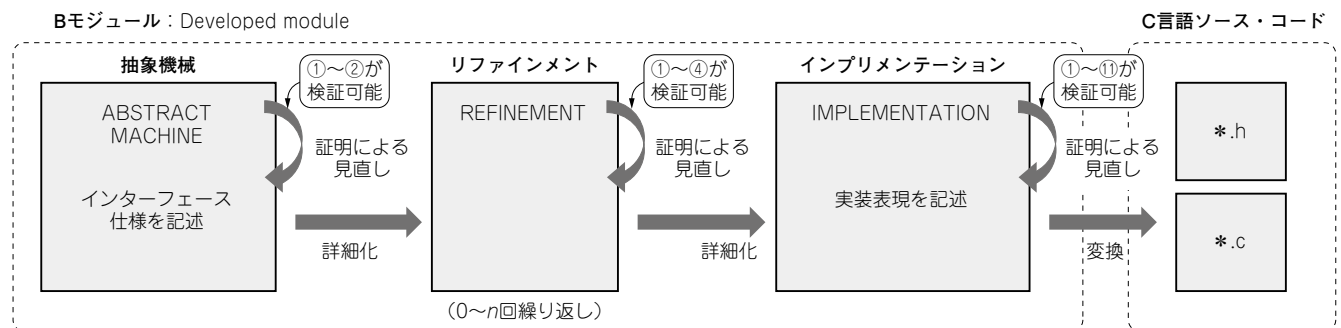 Bモジュール：Developed module
C言語ソース・コード
抽象機械
①～②が
検証可能
ABSTRACT
MACHINE
証明による
見直し
インターフェース
仕様を記述
詳細化
リファインメント
①～④が
検証可能
REFINEMENT
証明による
見直し
詳細化
（0～n回繰り返し）
インプリメンテーション
①～⑪が
検証可能
IMPLEMENTATION
証明による
見直し
実装表現を記述
変換
＊.h
＊.c